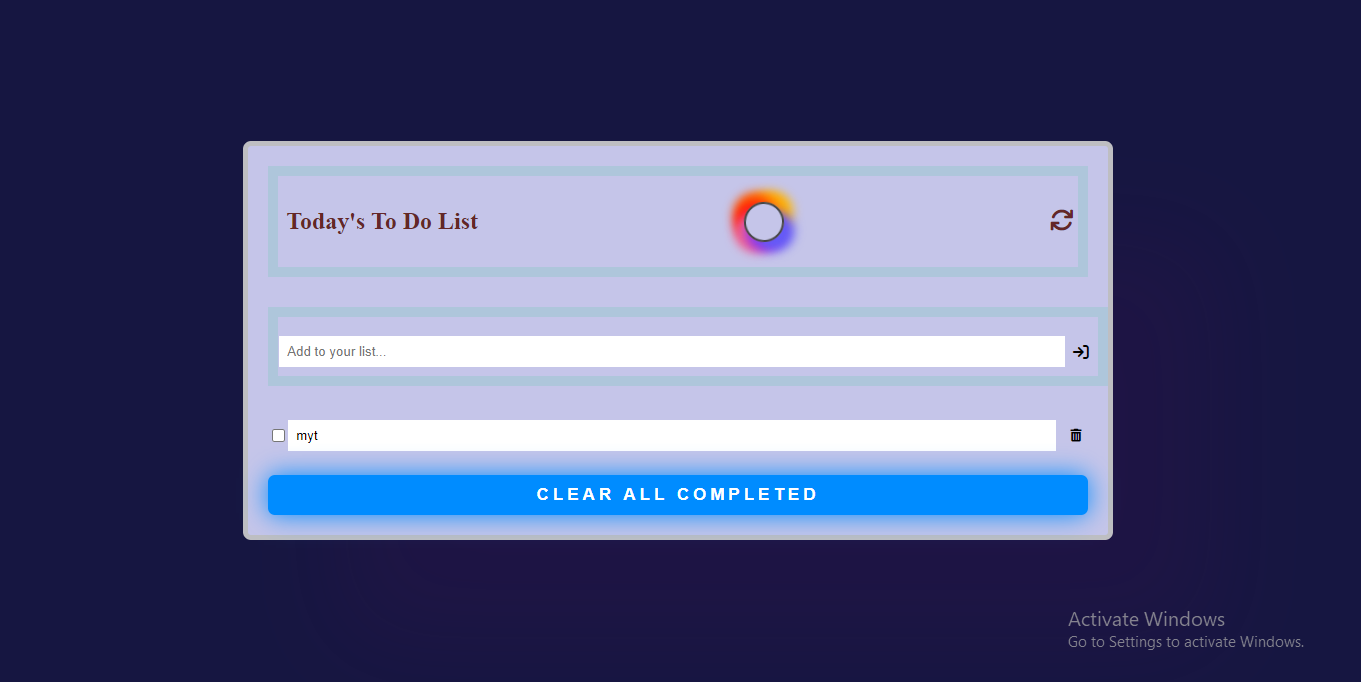 Today's To Do List
Add to your list...
myt
CLEAR ALL COMPLETED
Activate Windows
Go to Settings to activate Windows.